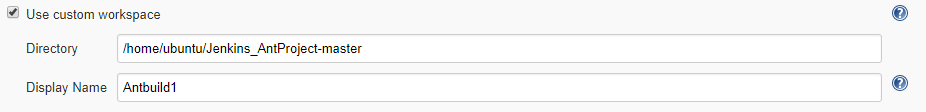 Use custom workspace
Directory /home/ubuntu/Jenkins_AntProject-master
Display Name Antbuild1